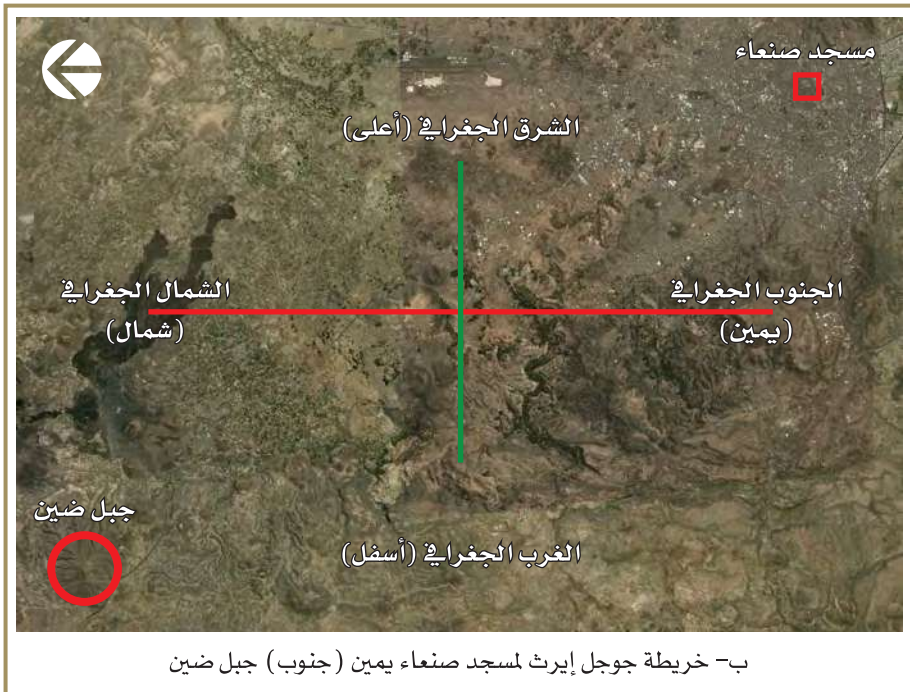 مسجد صنعاء
الشرق الجغرافي (أعلى)
الجنوب الجغرافي
(يمين)
الشمال الجغرافي
(شمال)
جبل ضين
الغرب الجغرافي (أسفل)
ب- خريطة جوجل إيرث لمسجد صنعاء يمين (جنوب) جبل ضين